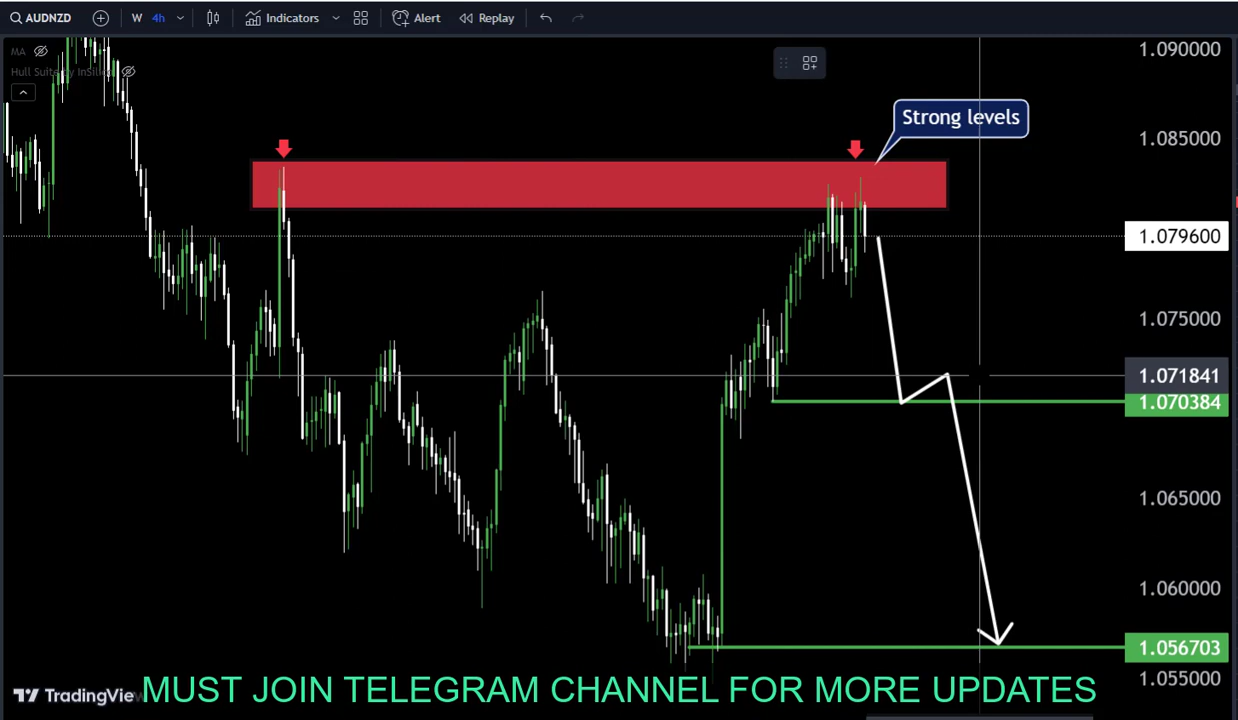 AUDNZD W 4h Indicators Alert Replay
MA
Hull Suite by InSil
Strong levels
1.090000
1.085000
1.079600
1.075000
1.071841
1.070384
1.065000
1.060000
1.056703
1.055000
TradingView
MUST JOIN TELEGRAM CHANNEL FOR MORE UPDATES